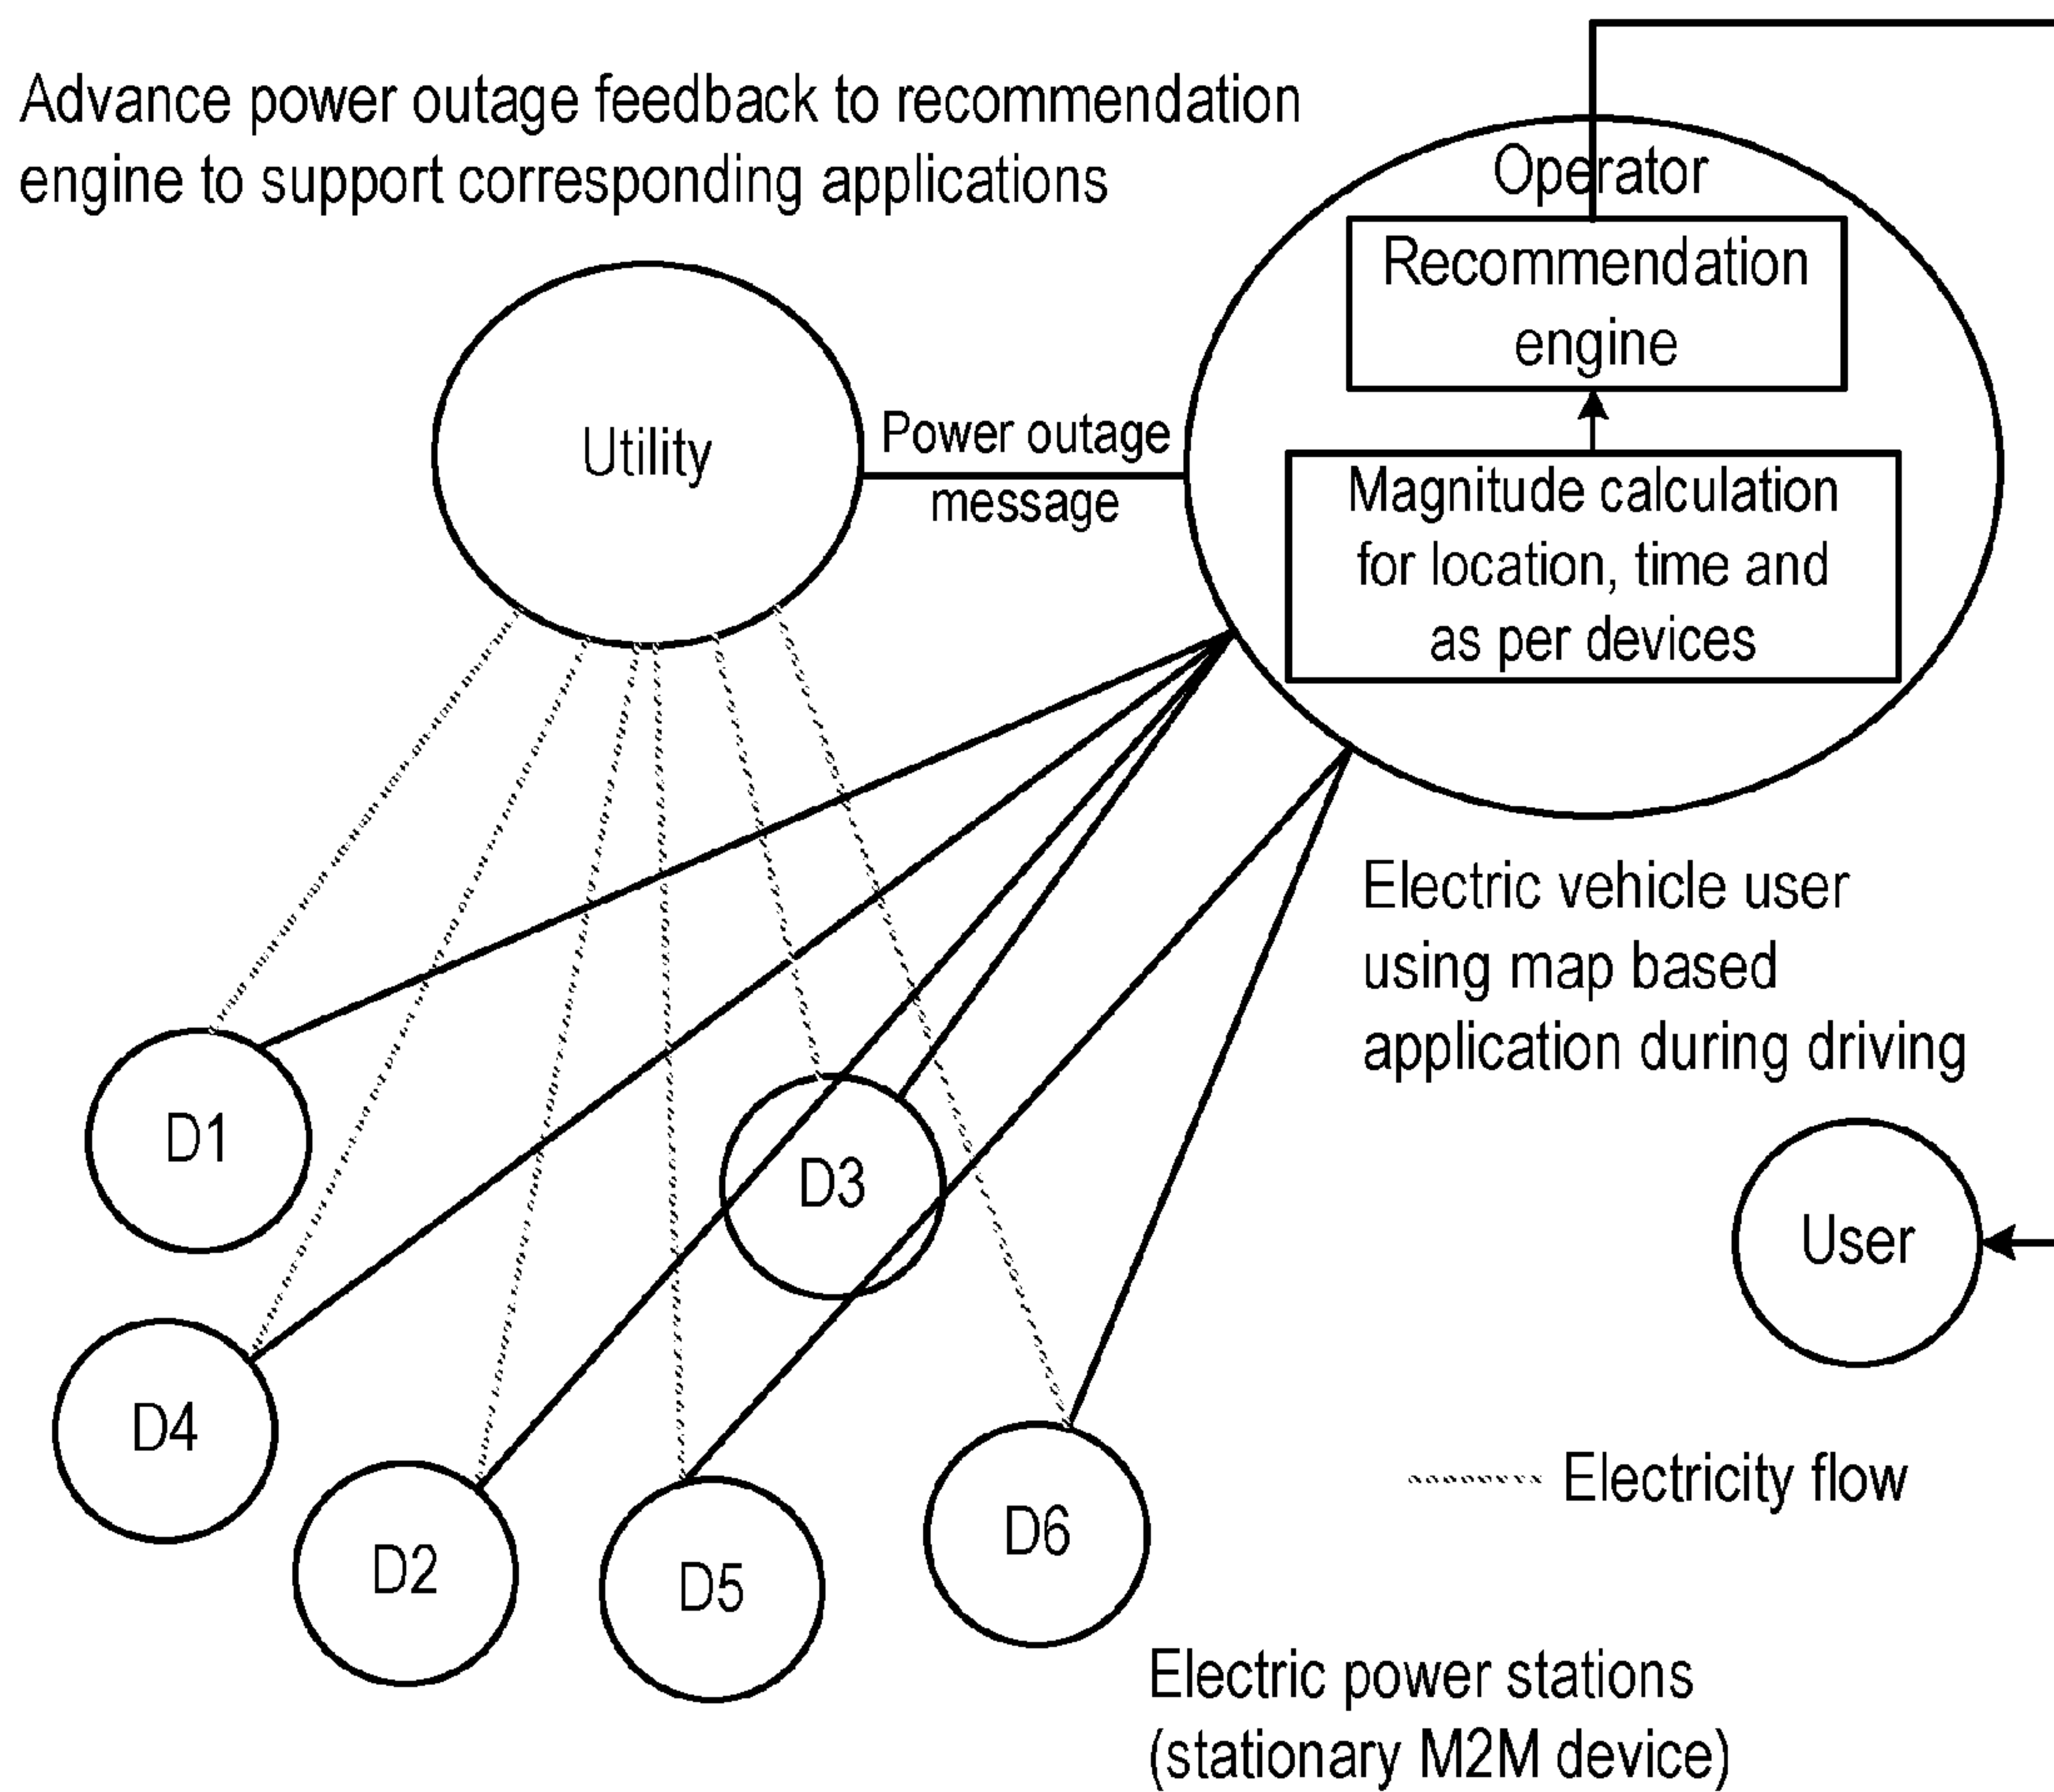 Advance power outage feedback to recommendation
engine to support corresponding applications
Operator
Recommendation
engine
Utility
Power outage
message
Magnitude calculation
for location, time and
as per devices
Electric vehicle user
using map based
application during driving
D1
D3
User
D4
D2
D5
D6
Electricity flow
Electric power stations
(stationary M2M device)